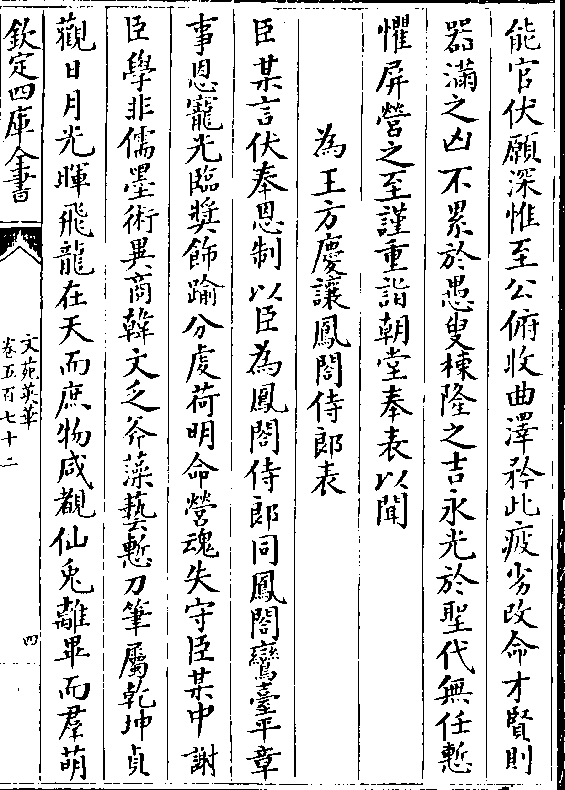 能官伏願深惟至公俯收曲澤矜此疲劣改命才賢則
器滿之凶不累於愚叟棟隆之吉永光於聖代無任慙
懼屏營之至謹重詣朝堂奉表以聞
為王方慶讓鳳閣侍郎表
臣某言伏奉恩制以臣為鳳閣侍郎同鳳閣鸞臺平章
事恩寵光臨奬飾踰分虔荷明命營魂失守臣某中謝
臣學非儒墨術異商韓文乏斧藻藝慙刀筆屬乾坤貞
觀日月光暉飛龍在天而庶物咸覩仙兎離畢而羣萌
欽定四庫全書
文苑英華
卷五百七十二
四